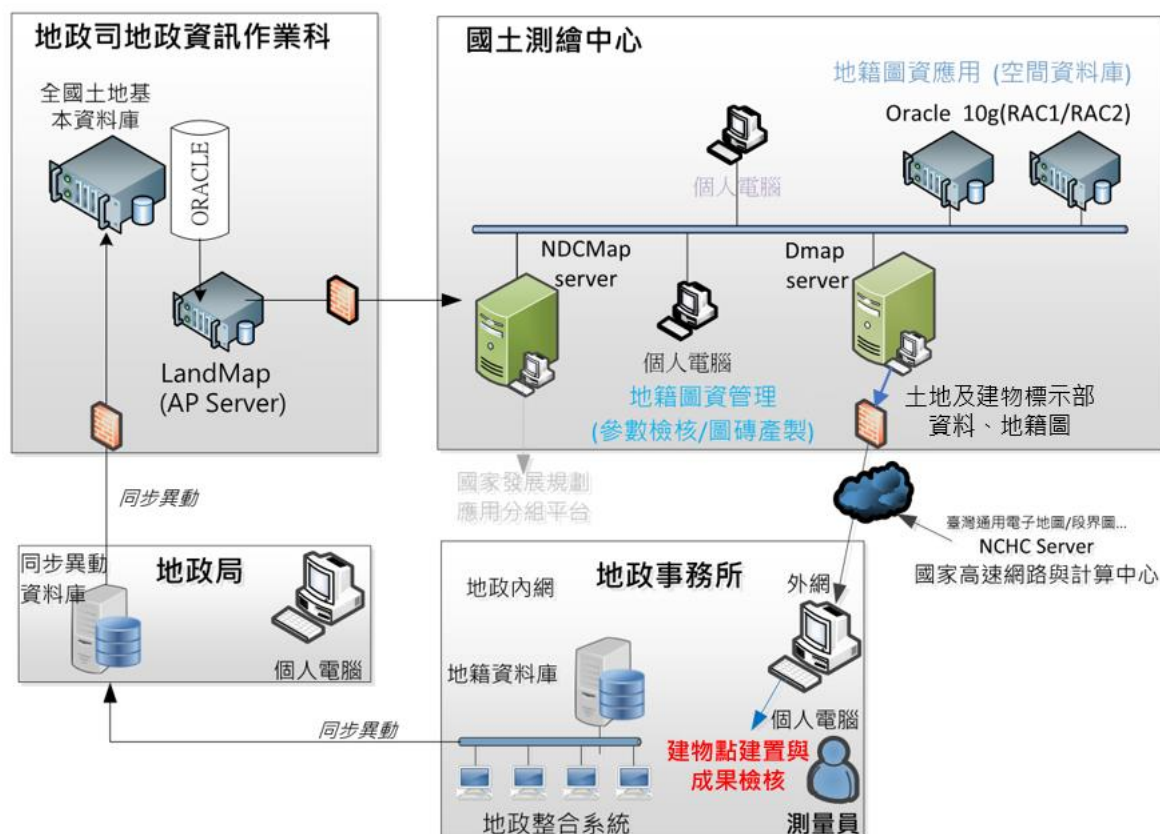 地政司地政資訊作業科
全國土地基
本資料庫
ORACLE
LandMap
(AP Server)
同步異動
國土測繪中心
地籍圖資應用 (空間資料庫)
Oracle 10g(RAC1/RAC2)
個人電腦
NDCMap
server
Dmap
server
個人電腦
地籍圖資管理
(參數檢核/圖磚產製)
土地及建物標示部
資料、地籍圖
國家發展規劃
應用分組平台
臺灣通用電子地圖/段界圖...
NCHC Server
國家高速網路與計算中心
地政局
同步異動
資料庫
個人電腦
同步異動
地政事務所
地政內網
外網
地籍資料庫
個人電腦
建物點建置與
成果檢核
地政整合系統
測量員